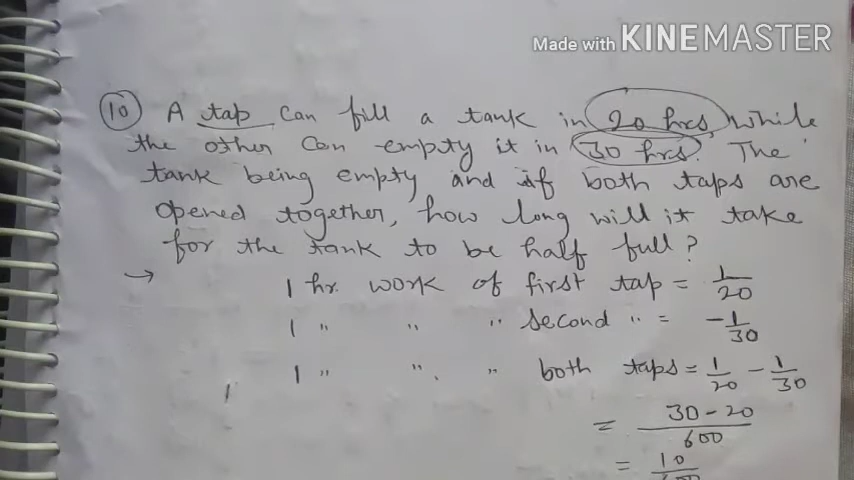 Made with KINEMASTER
(10) A tap can fill a tank in 20 hrs, while
the other can empty it in 30 hrs. The
tank being empty and if both taps are
opened together, how long will it take
for the tank to be half full?
→ 1 hr. work of first tap = 1/20
1 " " " second " = -1/30
1 " " " both taps = 1/20 - 1/30
= 30-20/600
= 10/600